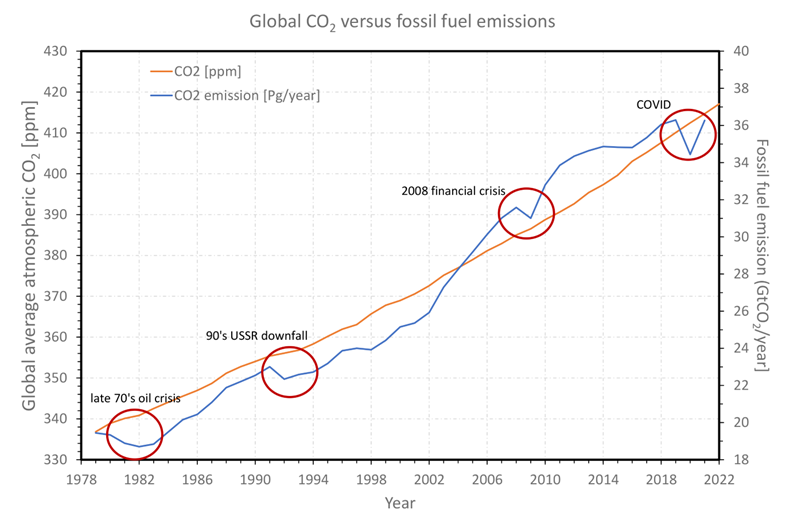 Global CO₂ versus fossil fuel emissions
430
420
410
400
390
380
370
360
350
340
330
40
38
36
34
32
30
28
26
24
22
20
18
CO2 [ppm]
CO2 emission [Pg/year]
COVID
2008 financial crisis
90's USSR downfall
late 70's oil crisis
Global average atmospheric CO₂ [ppm]
Fossil fuel emission (GtCO₂/year]
1978 1982 1986 1990 1994 1998 2002 2006 2010 2014 2018 2022
Year